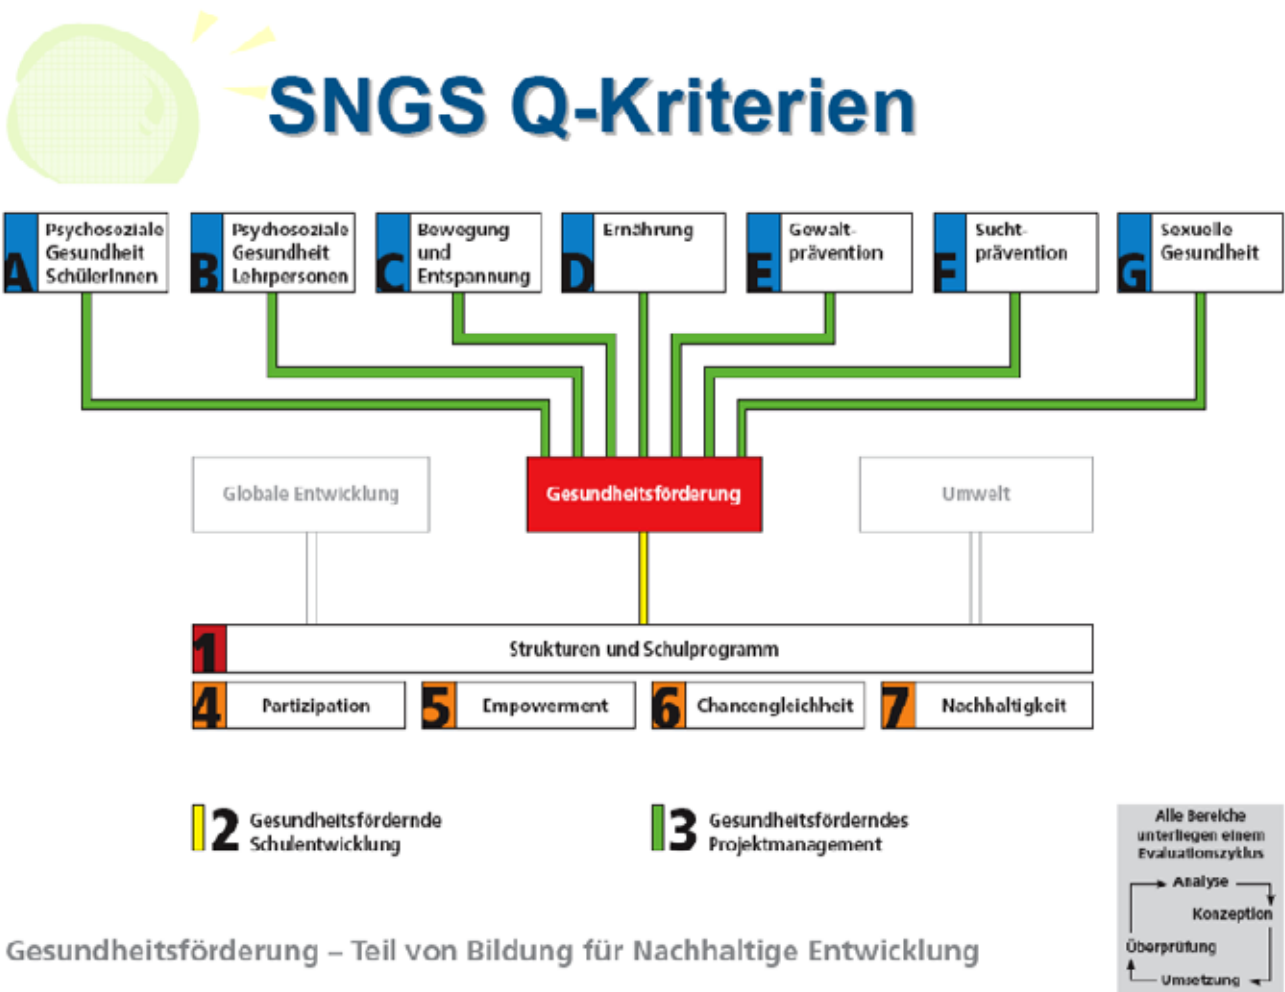 SNGS Q-Kriterien
A
Psychosoziale
Gesundheit
SchülerInnen
B
Psychosoziale
Gesundheit
Lehrpersonen
C
Bewegung
und
Entspannung
D
Ernährung
E
Gewalt-
prävention
F
Sucht-
prävention
G
Sexuelle
Gesundheit
Globale Entwicklung
Gesundheitsförderung
Umwelt
1
Strukturen und Schulprogramm
4
Partizipation
5
Empowerment
6
Chancengleichheit
7
Nachhaltigkeit
2
Gesundheitsfördernde
Schulentwicklung
3
Gesundheitsförderndes
Projektmanagement
Alle Bereiche
unterliegen einem
Evaluationszyklus
Analyse
Konzeption
Überprüfung
Umsetzung
Gesundheitsförderung – Teil von Bildung für Nachhaltige Entwicklung